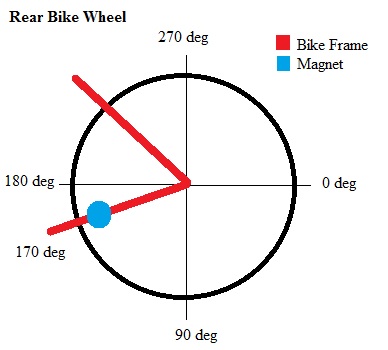 Rear Bike Wheel
270 deg
Bike Frame
Magnet
180 deg
0 deg
170 deg
90 deg